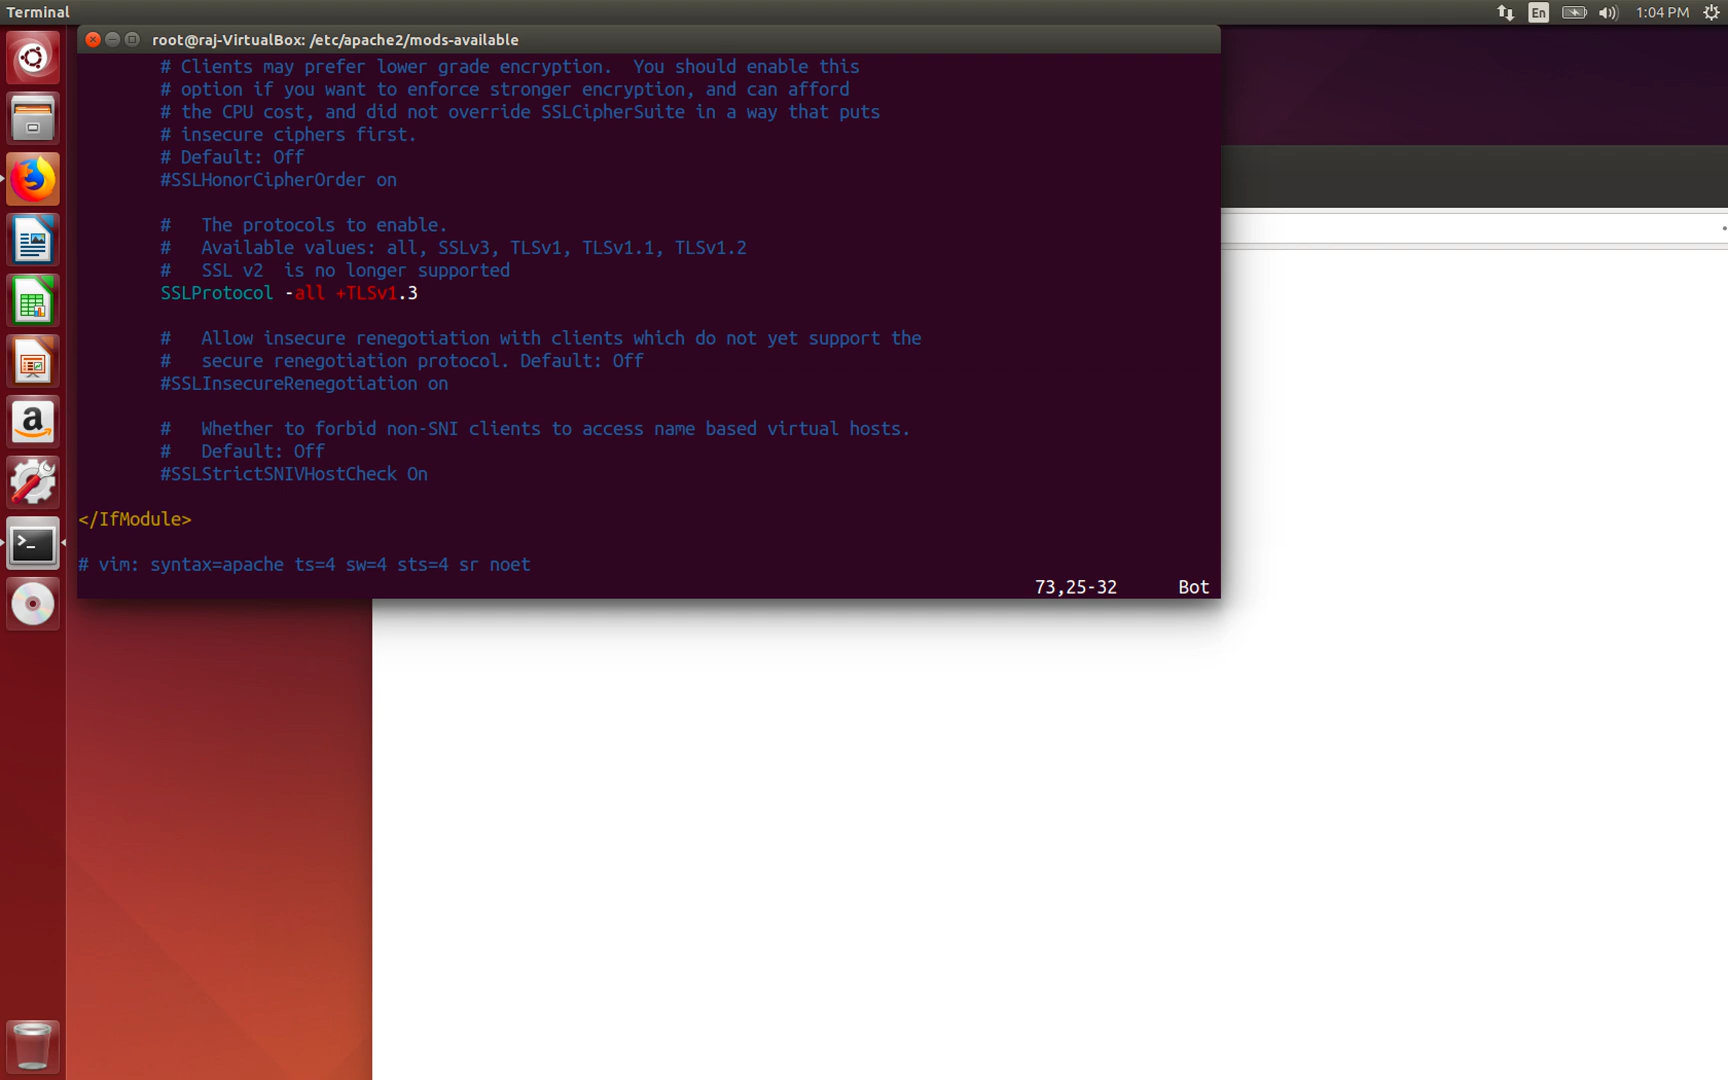 Terminal
En
1:04 PM
root@raj-VirtualBox: /etc/apache2/mods-available
# Clients may prefer lower grade encryption.  You should enable this
# option if you want to enforce stronger encryption, and can afford
# the CPU cost, and did not override SSLCipherSuite in a way that puts
# insecure ciphers first.
# Default: Off
#SSLHonorCipherOrder on
#   The protocols to enable.
#   Available values: all, SSLv3, TLSv1, TLSv1.1, TLSv1.2
#   SSL v2  is no longer supported
SSLProtocol -all +TLSv1.3
#   Allow insecure renegotiation with clients which do not yet support the
#   secure renegotiation protocol. Default: Off
#SSLInsecureRenegotiation on
#   Whether to forbid non-SNI clients to access name based virtual hosts.
#   Default: Off
#SSLStrictSNIVHostCheck On
</IfModule>
# vim: syntax=apache ts=4 sw=4 sts=4 sr noet
73,25-32
Bot